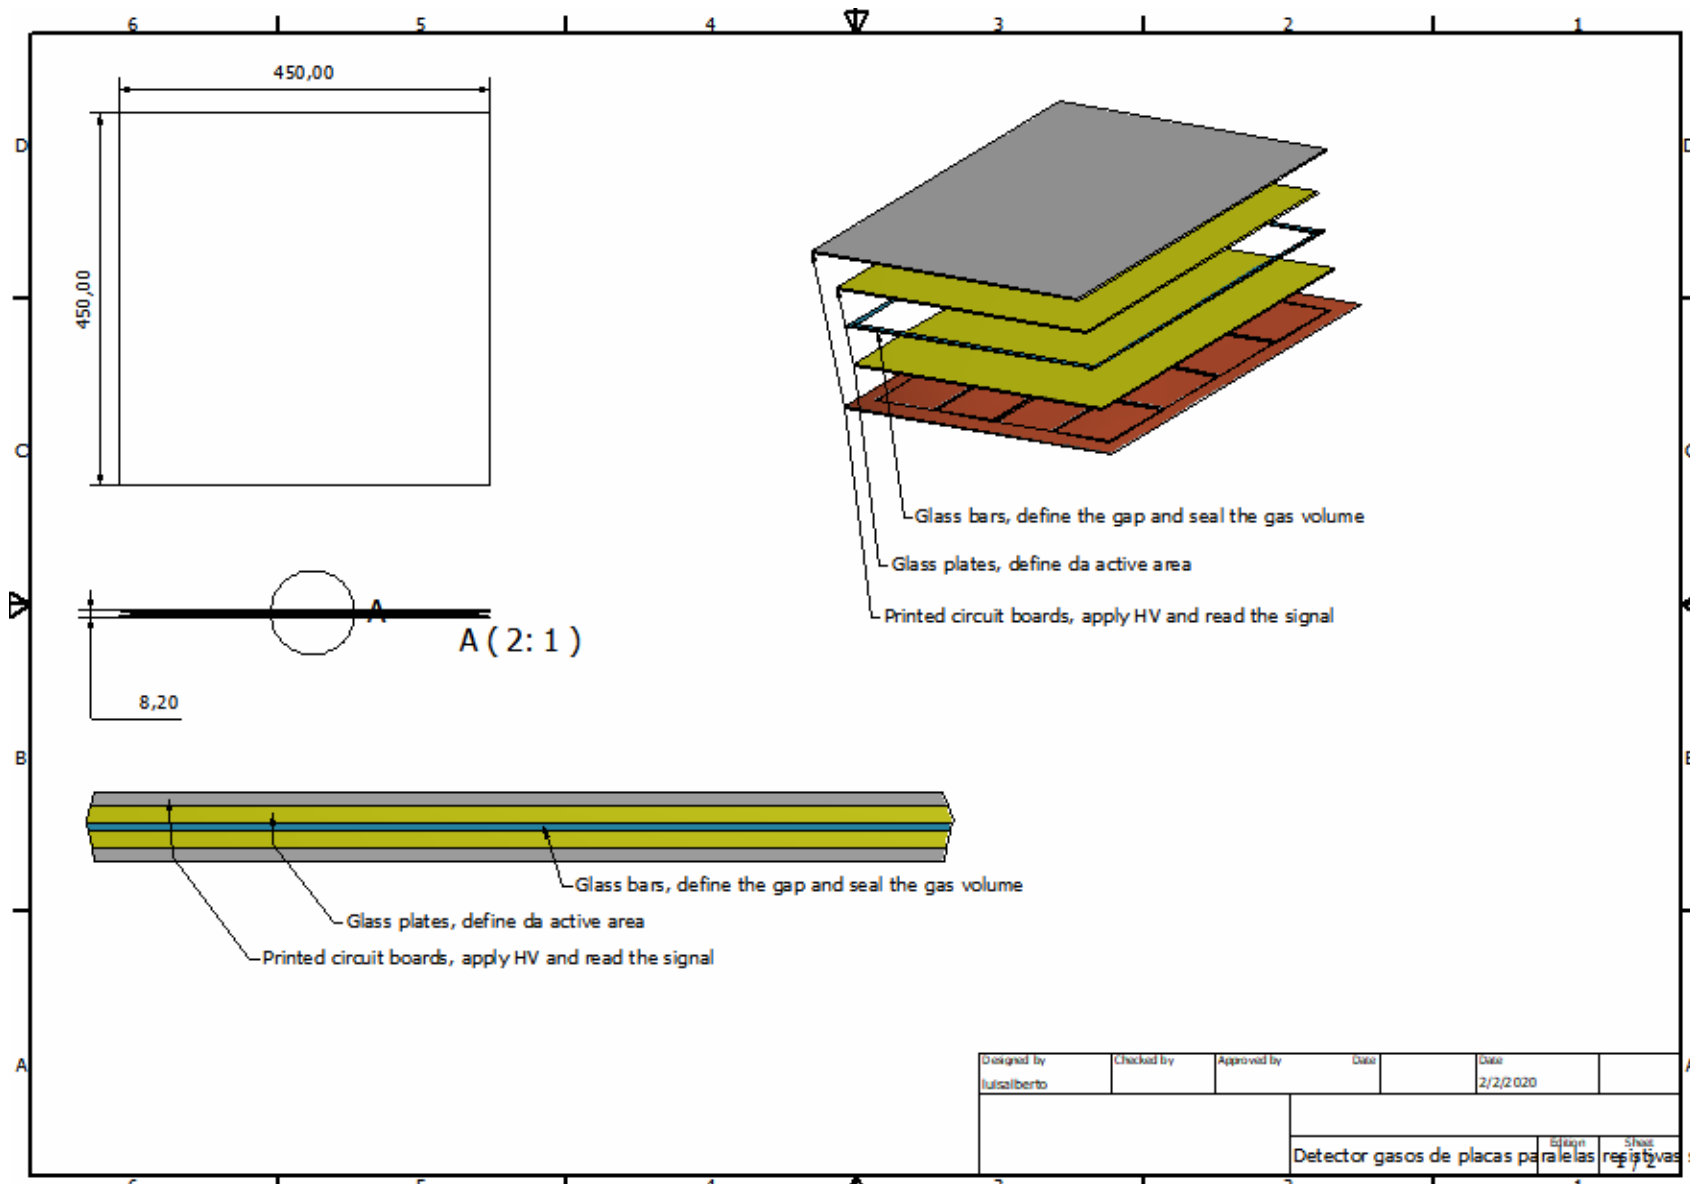 6 5 4 3 2 1
450,00
D D
450,00
C
Glass bars, define the gap and seal the gas volume
Glass plates, define da active area
Printed circuit boards, apply HV and read the signal
A
A ( 2: 1 )
8,20
B
Glass bars, define the gap and seal the gas volume
Glass plates, define da active area
Printed circuit boards, apply HV and read the signal
A
Designed by Checked by Approved by Date Date
luisalberto 2/2/2020
Edition Sheet
Detector gasos de placas paralelas resistivas
1 / 2